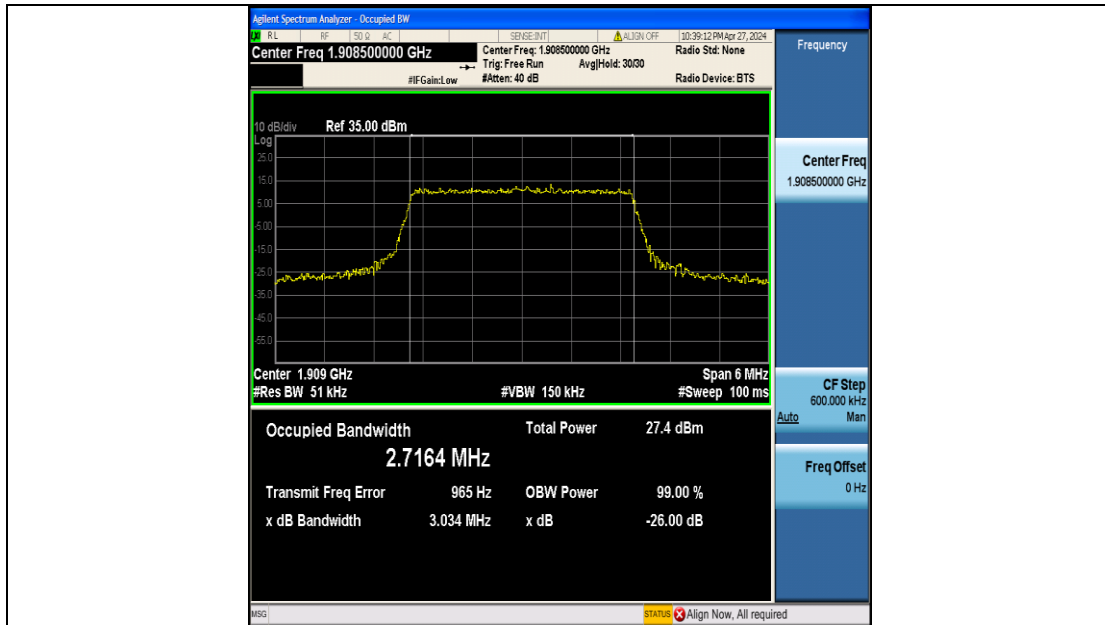 Agilent Spectrum Analyzer - Occupied BW
RL RF 50 Ω AC SENSE:INT ALIGN OFF 10:39:12 PM Apr 27, 2024
Center Freq 1.908500000 GHz
Center Freq: 1.908500000 GHz Radio Std: None
Trig: Free Run Avg|Hold: 30/30
#IFGain:Low #Atten: 40 dB Radio Device: BTS
10 dB/div Ref 35.00 dBm
Log
25.0
15.0
5.00
-5.00
-15.0
-25.0
-35.0
-45.0
-55.0
Center 1.909 GHz Span 6 MHz
#Res BW 51 kHz #VBW 150 kHz #Sweep 100 ms
Occupied Bandwidth Total Power 27.4 dBm
2.7164 MHz
Transmit Freq Error 965 Hz OBW Power 99.00 %
x dB Bandwidth 3.034 MHz x dB -26.00 dB
Frequency
Center Freq
1.908500000 GHz
CF Step
600.000 kHz
Auto Man
Freq Offset
0 Hz
MSG STATUS Align Now, All required